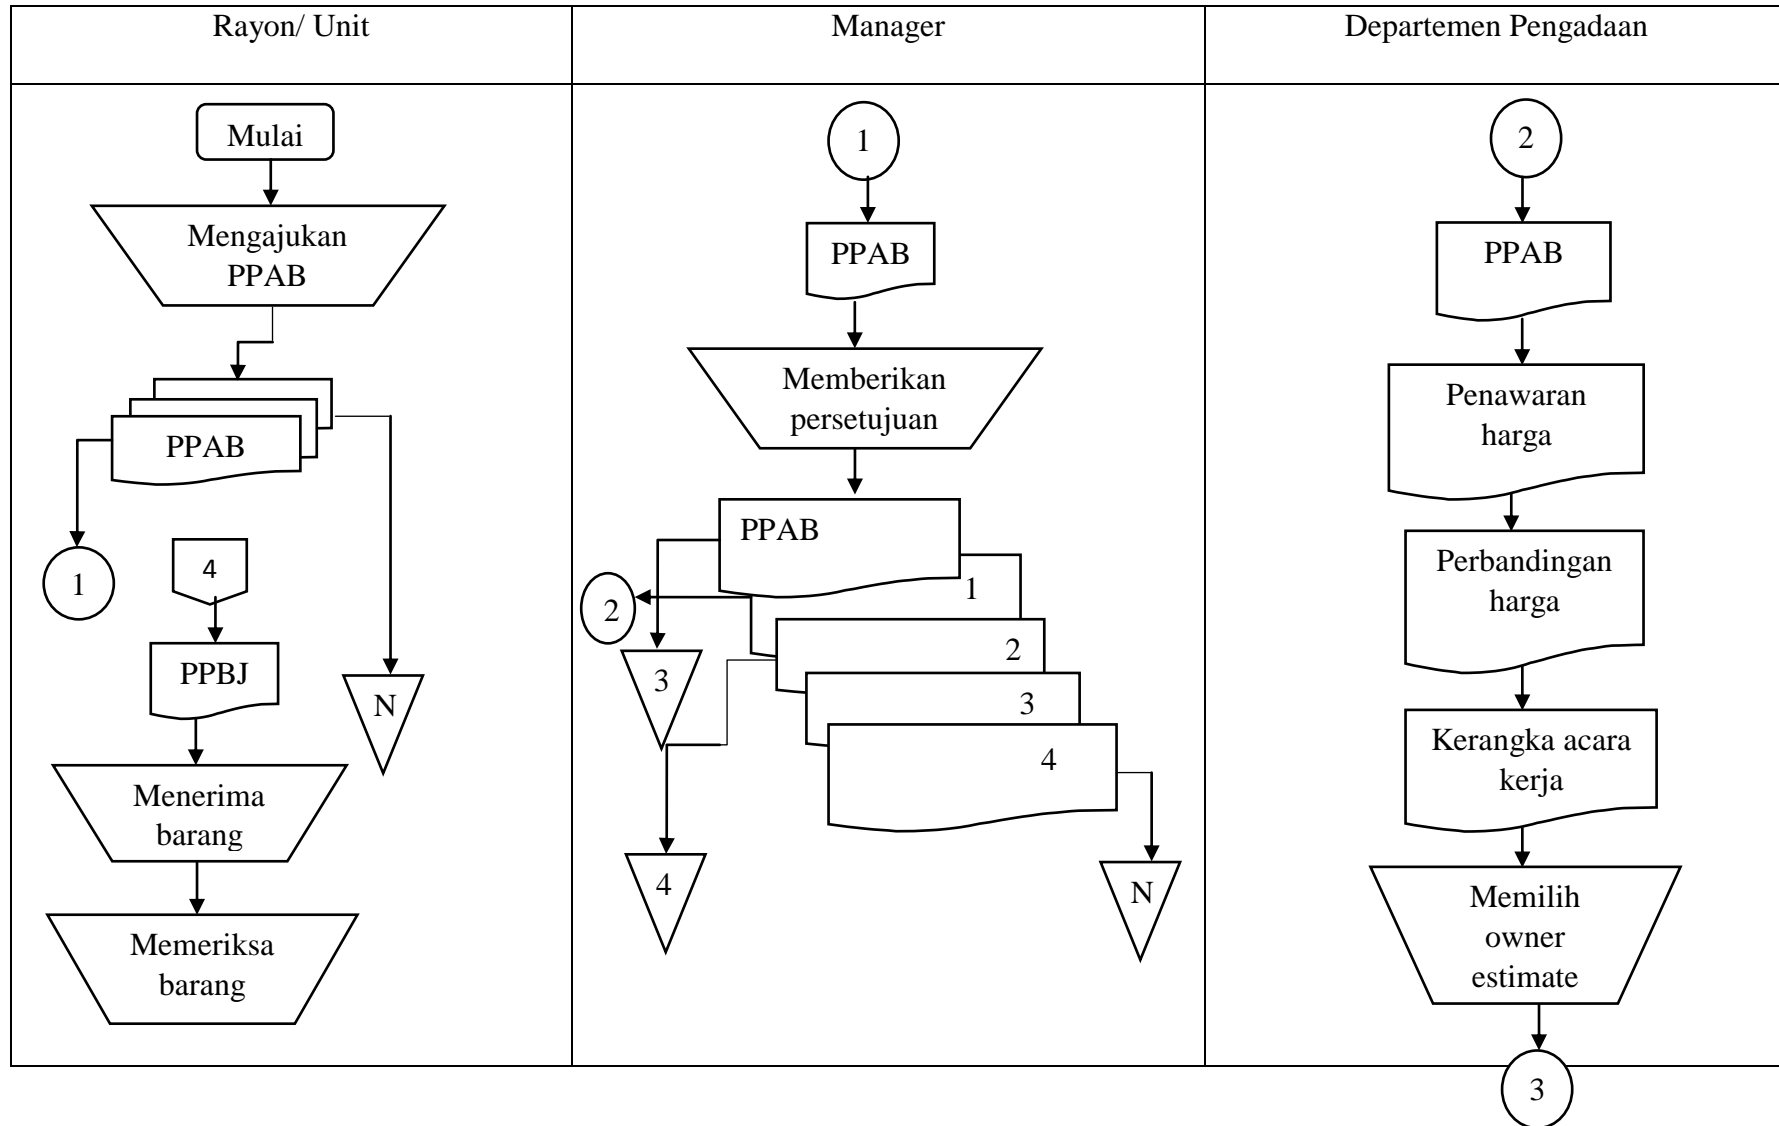 Rayon/ Unit
Manager
Departemen Pengadaan
Mulai
Mengajukan
PPAB
PPAB
1
4
PPBJ
N
Menerima
barang
Memeriksa
barang
1
PPAB
Memberikan
persetujuan
PPAB
1
2
2
3
3
4
4
N
2
PPAB
Penawaran
harga
Perbandingan
harga
Kerangka acara
kerja
Memilih
owner
estimate
3